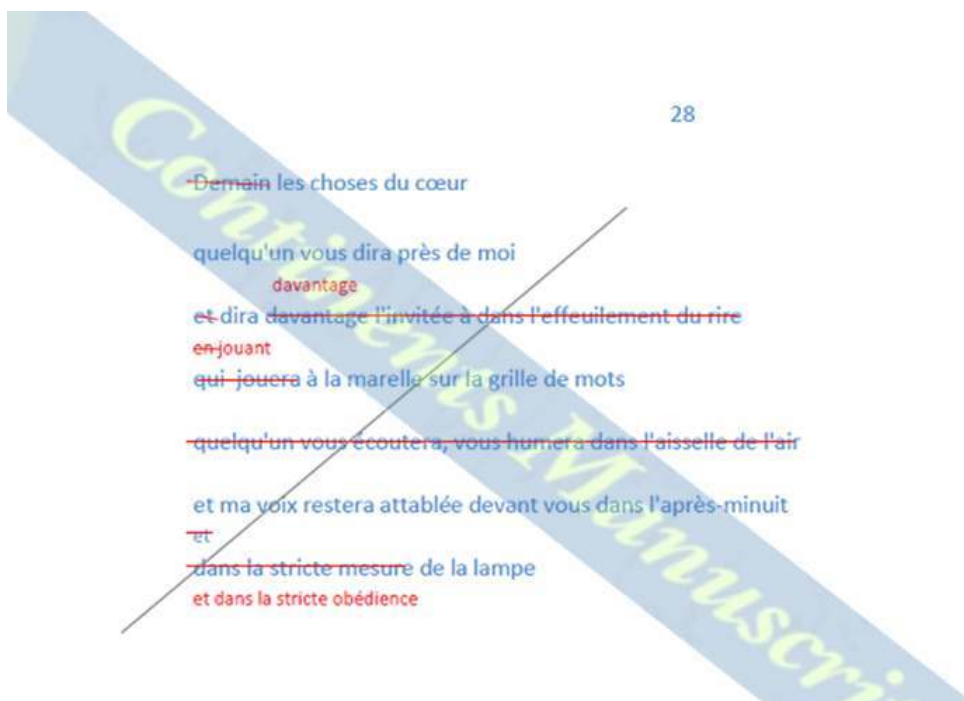 28
Demain les choses du cœur
quelqu'un vous dira près de moi
davantage
et dira davantage l'invitée à dans l'effeuilement du rire
en jouant
qui jouera à la marelle sur la grille de mots
quelqu'un vous écoutera, vous humera dans l'aisselle de l'air
et ma voix restera attablée devant vous dans l'après-minuit
et
dans la stricte mesure de la lampe
et dans la stricte obédience
Continents Manuscri